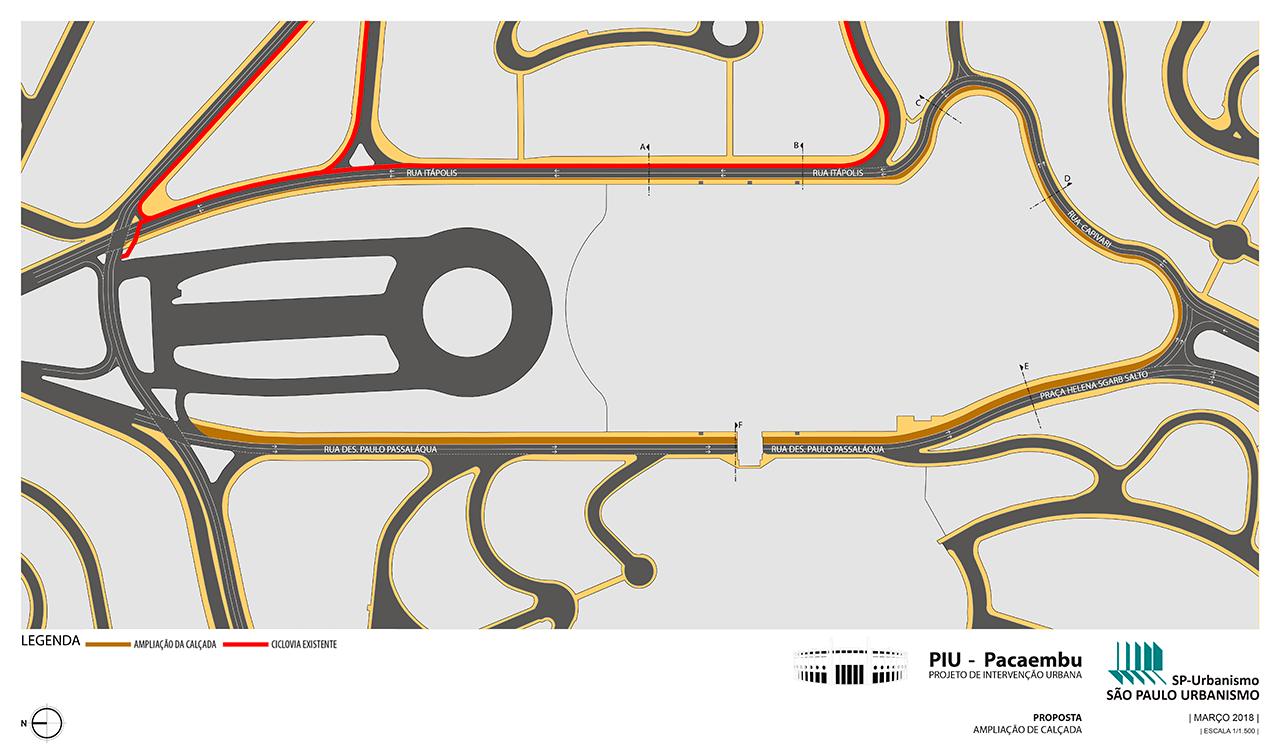 C
A
B
D
RUA ITÁPOLIS
RUA ITÁPOLIS
RUA CAPIVARI
E
PRAÇA HELENA SGARB SALTO
F
RUA DES. PAULO PASSALÁQUA
RUA DES. PAULO PASSALÁQUA
LEGENDA
AMPLIAÇÃO DA CALÇADA
CICLOVIA EXISTENTE
PIU - Pacaembu
PROJETO DE INTERVENÇÃO URBANA
SP-Urbanismo
SÃO PAULO URBANISMO
N
PROPOSTA
AMPLIAÇÃO DE CALÇADA
| MARÇO 2018 |
| ESCALA 1/1.500 |